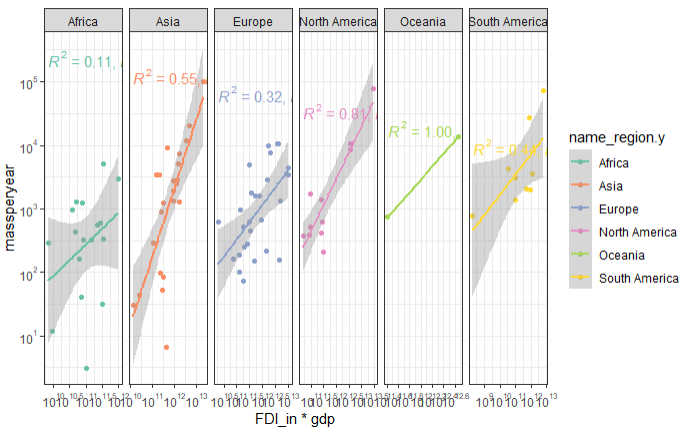 Africa Asia Europe North America Oceania South America
R² = 0.11, R² = 0.55, R² = 0.32, R² = 0.81, R² = 1.00,
10⁵
10⁴
10³
10²
10¹
massperyear
FDI_in * gdp
name_region.y
Africa
Asia
Europe
North America
Oceania
South America